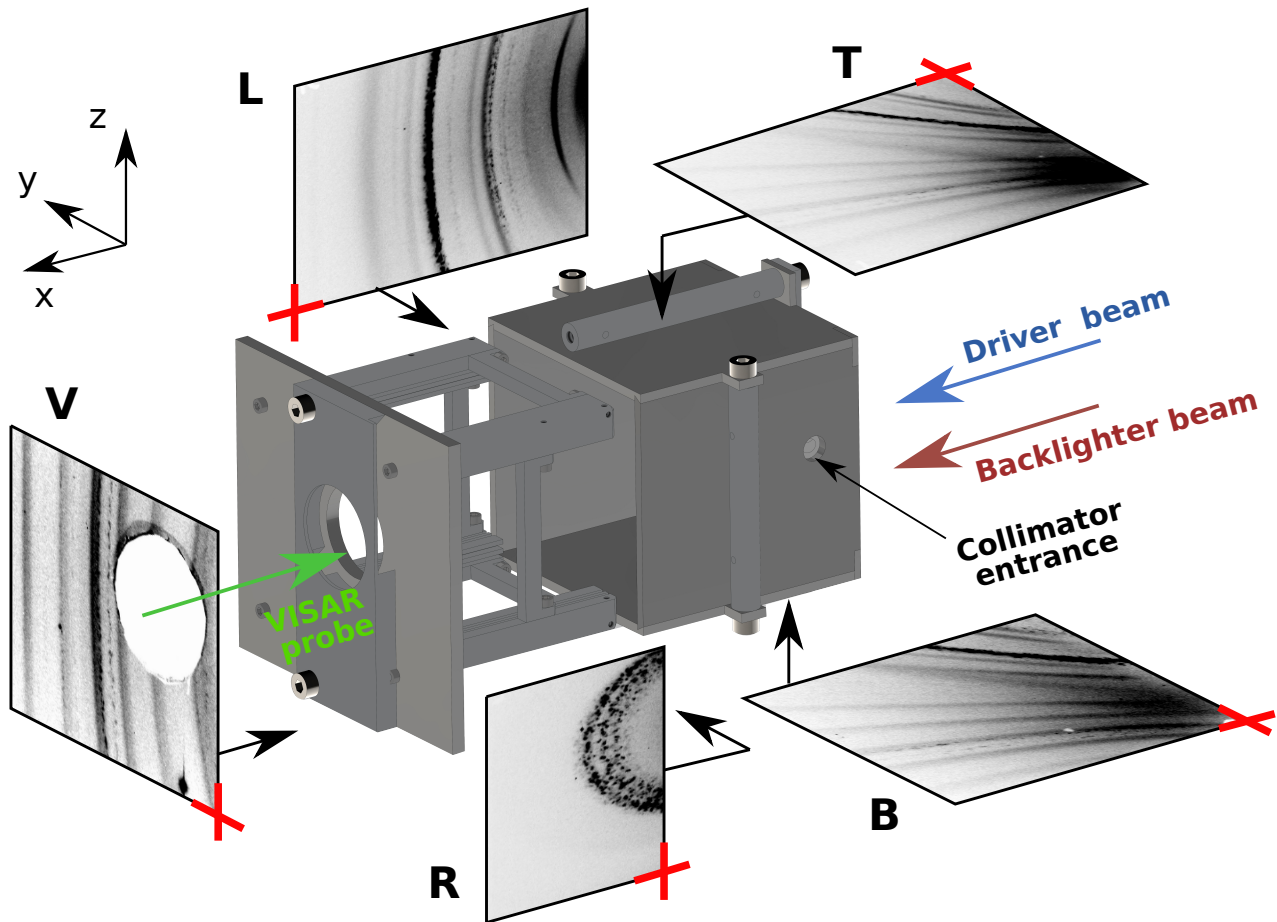 L
T
z
y
x
Driver beam
Backlighter beam
V
Collimator
entrance
VISAR
probe
B
R